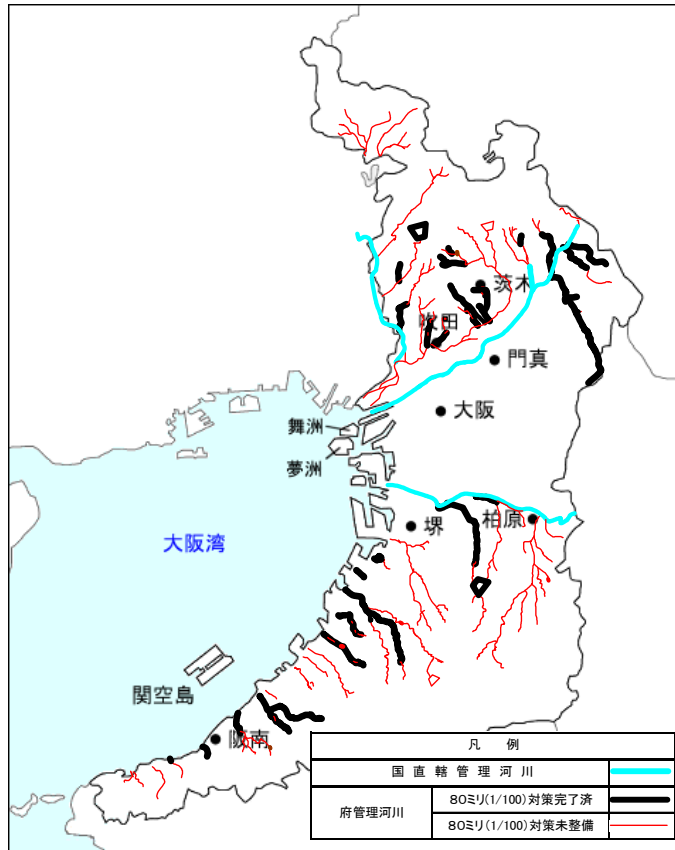 茨木
吹田
門真
大阪
舞洲
夢洲
堺
柏原
大阪湾
関空島
阪南
凡 例
国直轄管理河川
府管理河川
80ミリ(1/100)対策完了済
80ミリ(1/100)対策未整備